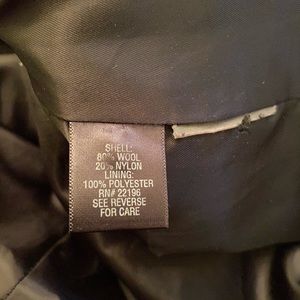 SHELL:
80% WOOL
20% NYLON
LINING:
100% POLYESTER
RN# 22196
SEE REVERSE
FOR CARE